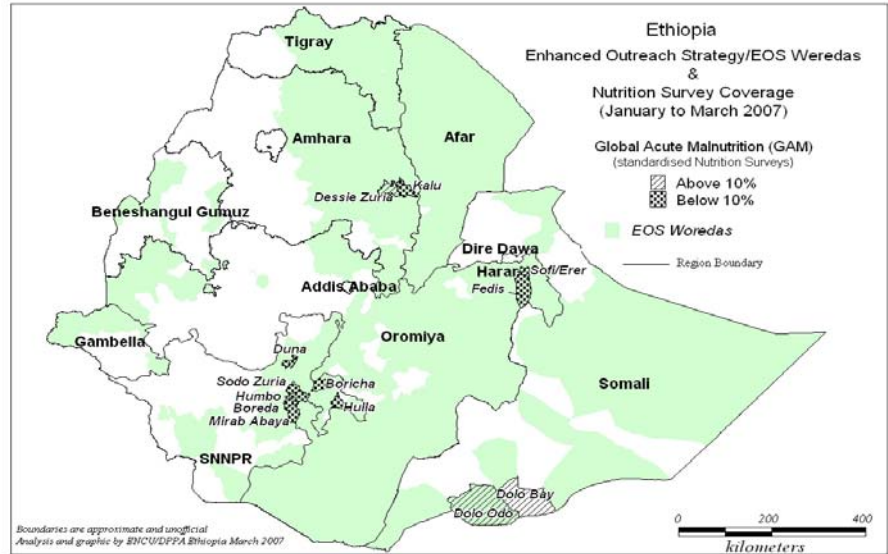 Ethiopia
Enhanced Outreach Strategy/EOS Weredas
&
Nutrition Survey Coverage
(January to March 2007)
Global Acute Malnutrition (GAM)
(standardised Nutrition Surveys)
Above 10%
Below 10%
EOS Woredas
Region Boundary
Tigray
Amhara
Afar
Kalu
Dessie Zuria
Beneshangul Gumuz
Dire Dawa
Harar
Sofi/Erer
Fedis
Addis Ababa
Oromiya
Gambella
Duna
Somali
Sodo Zuria
Boricha
Humbo
Boreda
Hulla
Mirab Abaya
SNNPR
Dolo Bay
Dolo Odo
Boundaries are approximate and unofficial
Analysis and graphic by ENCU/DPPA Ethiopia March 2007
0 200 400
kilometers